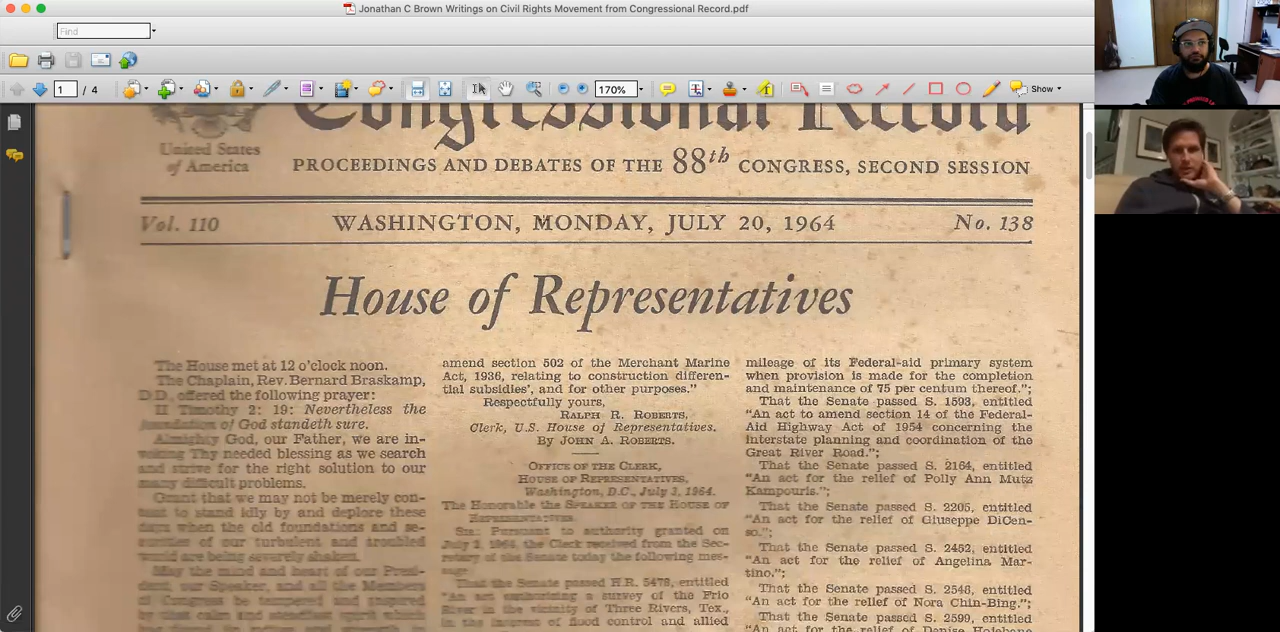 Jonathan C Brown Writings on Civil Rights Movement from Congressional Record.pdf
Find
1 / 4
170%
Show
Congressional Record
United States
of America
PROCEEDINGS AND DEBATES OF THE 88th CONGRESS, SECOND SESSION
Vol. 110
WASHINGTON, MONDAY, JULY 20, 1964
No. 138
House of Representatives
The House met at 12 o'clock noon.
The Chaplain, Rev. Bernard Braskamp,
D.D., offered the following prayer:
II Timothy 2: 19: Nevertheless the
foundation of God standeth sure.
Almighty God, our Father, we are in-
voking Thy needed blessing as we search
and strive for the right solution to our
many difficult problems.
Grant that we may not be merely con-
tent to stand idly by and deplore these
days when the old foundations and se-
curities of our turbulent and troubled
world are being severely shaken.
May the mind and heart of our Presi-
dent, our Speaker, and all the Members
of Congress be
amend section 502 of the Merchant Marine
Act, 1936, relating to construction differen-
tial subsidies', and for other purposes."
Respectfully yours,
RALPH R. ROBERTS,
Clerk, U.S. House of Representatives.
By JOHN A. ROBERTS.
OFFICE OF THE CLERK,
HOUSE OF REPRESENTATIVES,
Washington, D.C., July 3, 1964.
The Honorable the SPEAKER OF THE HOUSE OF
REPRESENTATIVES.
SIR: Pursuant to authority granted on
July 2, 1964, the Clerk received from the Sec-
retary of the Senate today the following mes-
sage:
That the Senate passed H.R. 5478, entitled
"An act authorizing a survey of the Frio
River in the vicinity of Three Rivers, Tex.,
in the interest of flood control and allied
mileage of its Federal-aid primary system
when provision is made for the completion
and maintenance of 75 per centum thereof.";
That the Senate passed S. 1593, entitled
"An act to amend section 14 of the Federal-
Aid Highway Act of 1954 concerning the
interstate planning and coordination of the
Great River Road.";
That the Senate passed S. 2164, entitled
"An act for the relief of Polly Ann Mutz
Kampouris.";
That the Senate passed S. 2205, entitled
"An act for the relief of Giuseppe DiCen-
so.";
That the Senate passed S. 2452, entitled
"An act for the relief of Angelina Mar-
tino.";
That the Senate passed S. 2548, entitled
"An act for the relief of Nora Chin-Bing.";
That the Senate passed S. 2599, entitled
"An act for the relief of Denise Hojebane